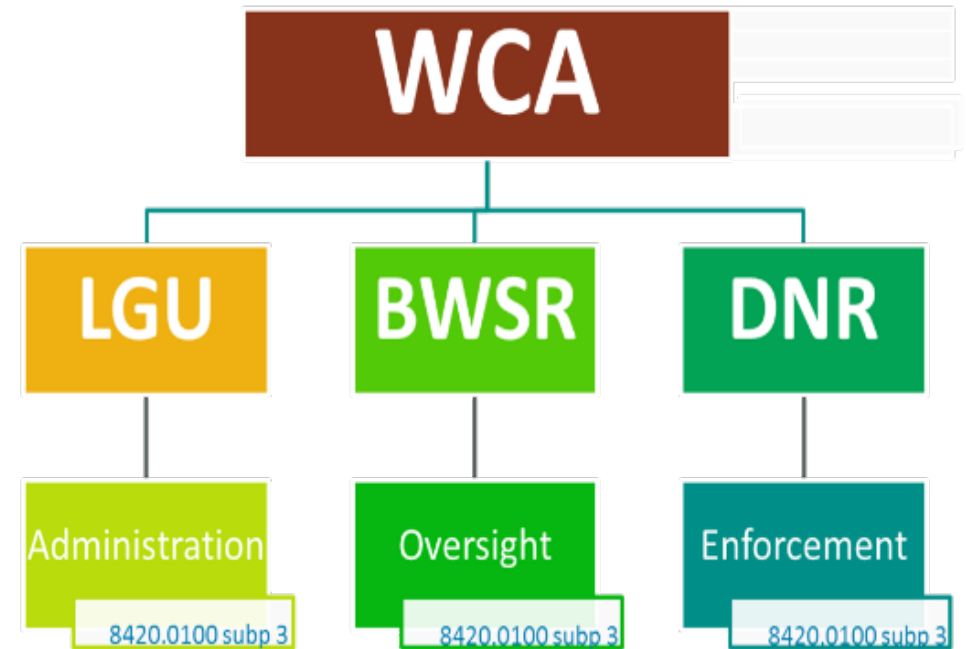 WCA
LGU
BWSR
DNR
Administration
Oversight
Enforcement
8420.0100 subp 3
8420.0100 subp 3
8420.0100 subp 3